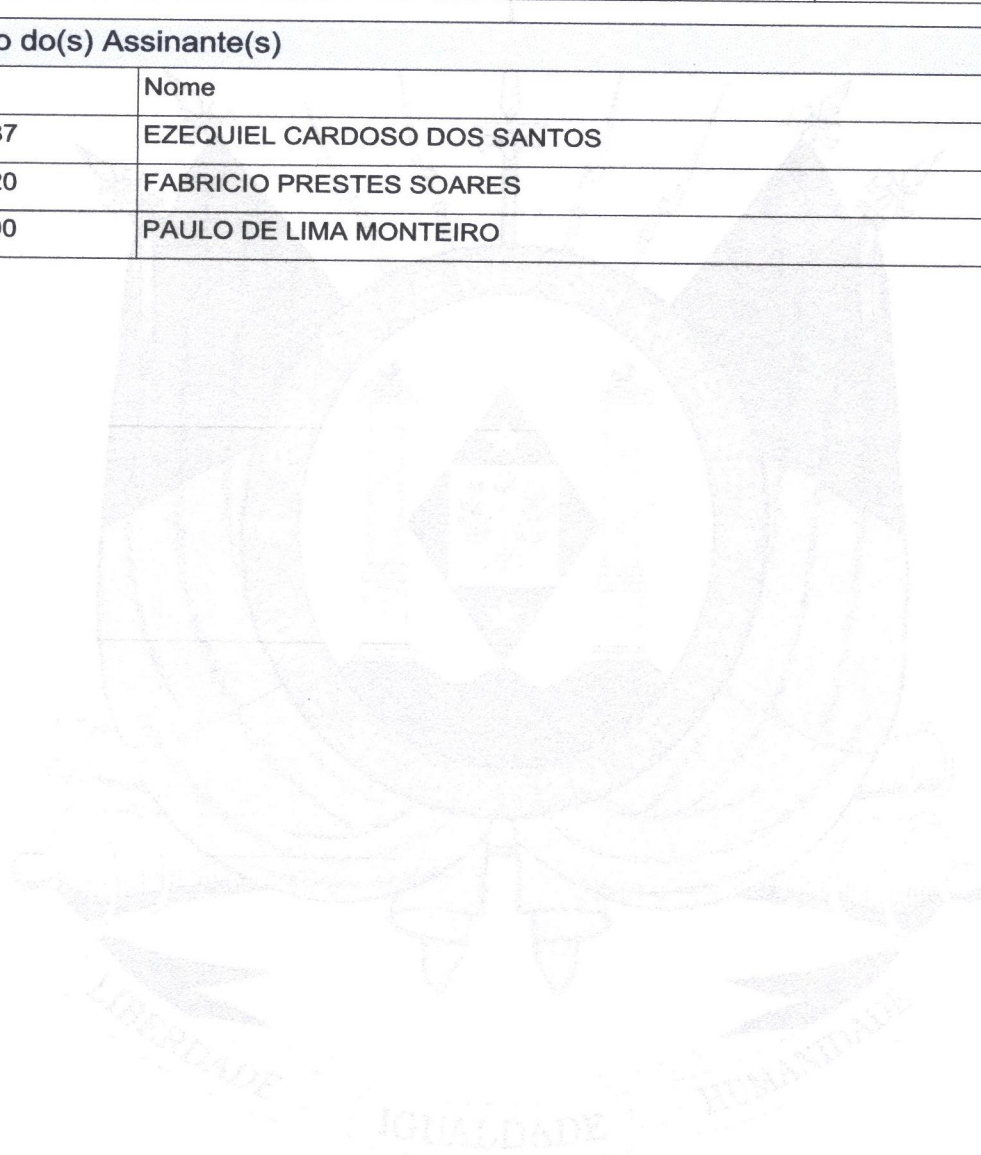 o do(s) Assinante(s)
Nome
37 EZEQUIEL CARDOSO DOS SANTOS
20 FABRICIO PRESTES SOARES
00 PAULO DE LIMA MONTEIRO
LIBERDADE IGUALDADE HUMANIDADE